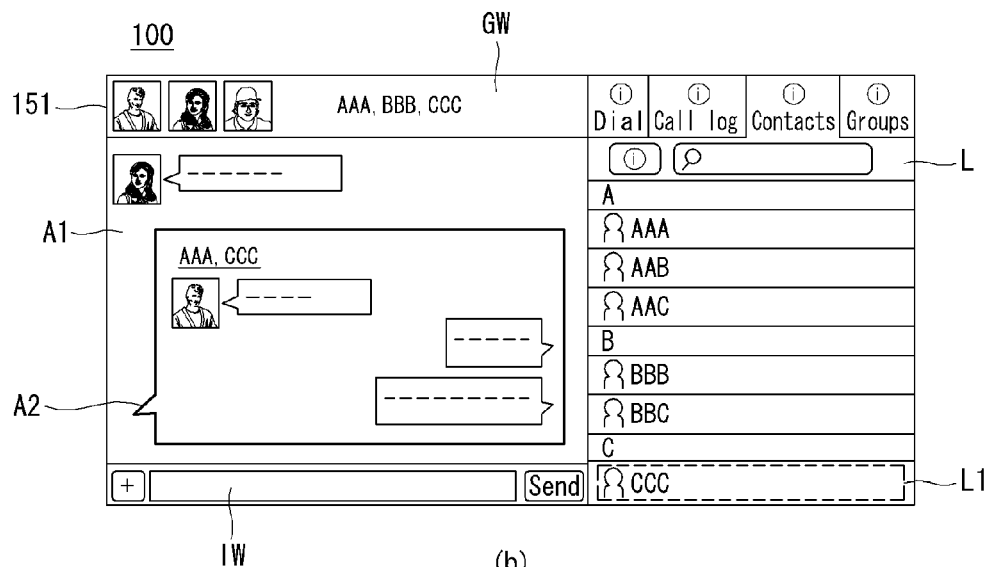 100
GW
151
AAA, BBB, CCC
Dial
Call log
Contacts
Groups
L
A
A1
AAA
AAA, CCC
AAB
AAC
B
BBB
A2
BBC
C
+
Send
CCC
L1
IW
(b)